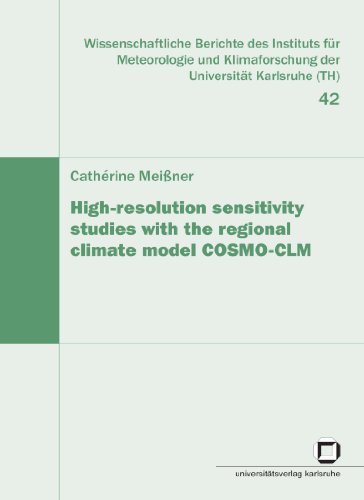 Wissenschaftliche Berichte des Instituts für
Meteorologie und Klimaforschung der
Universität Karlsruhe (TH)
42
Cathérine Meißner
High-resolution sensitivity
studies with the regional
climate model COSMO-CLM
universitätsverlag karlsruhe